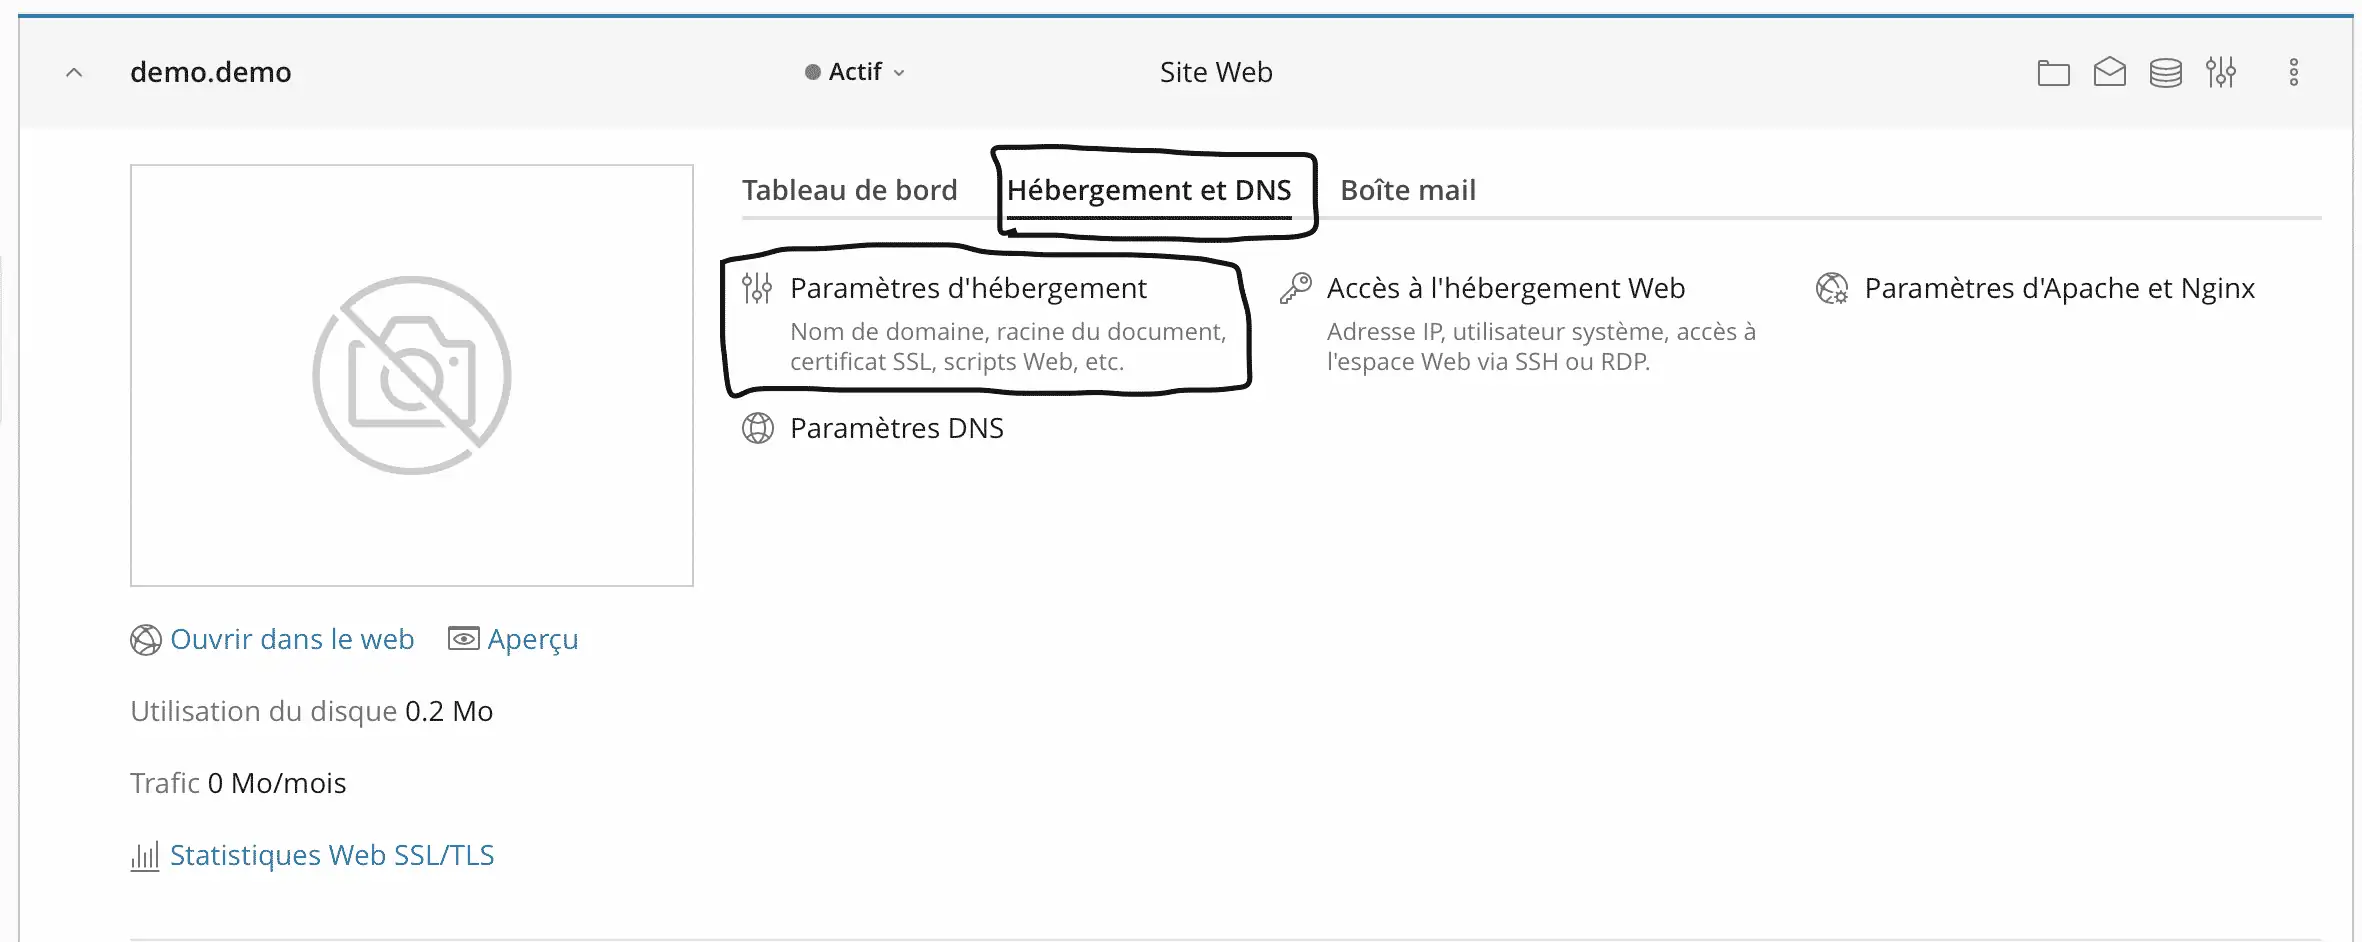 demo.demo
Actif
Site Web
Tableau de bord
Hébergement et DNS
Boîte mail
Paramètres d'hébergement
Nom de domaine, racine du document,
certificat SSL, scripts Web, etc.
Accès à l'hébergement Web
Adresse IP, utilisateur système, accès à
l'espace Web via SSH ou RDP.
Paramètres d'Apache et Nginx
Paramètres DNS
Ouvrir dans le web
Aperçu
Utilisation du disque 0.2 Mo
Trafic 0 Mo/mois
Statistiques Web SSL/TLS